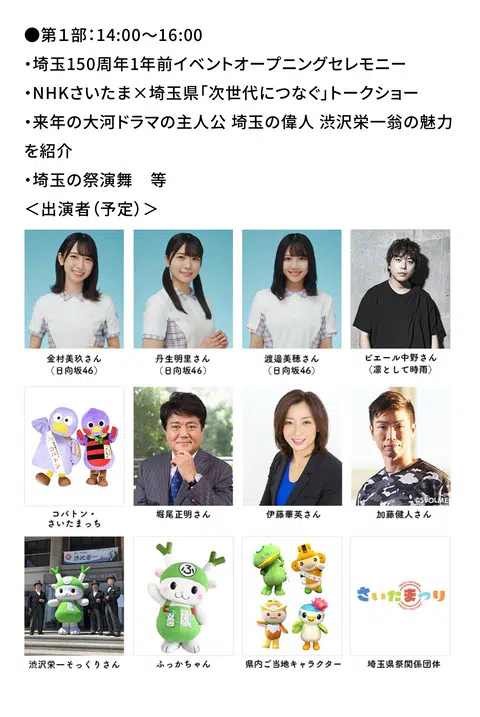 ●第1部：14:00～16:00
・埼玉150周年1年前イベントオープニングセレモニー
・NHKさいたま×埼玉県「次世代につなぐ」トークショー
・来年の大河ドラマの主人公 埼玉の偉人 渋沢栄一翁の魅力
を紹介
・埼玉の祭演舞　等
＜出演者（予定）＞
金村美玖さん
（日向坂46）
丹生明里さん
（日向坂46）
渡邉美穂さん
（日向坂46）
ピエール中野さん
（凛として時雨）
コバトン
©SVOLME
コバトン・
さいたまっち
堀尾正明さん
伊藤華英さん
加藤健人さん
渋沢栄一
ふ
さいたまつり
渋沢栄一そっくりさん
ふっかちゃん
県内ご当地キャラクター
埼玉県祭関係団体